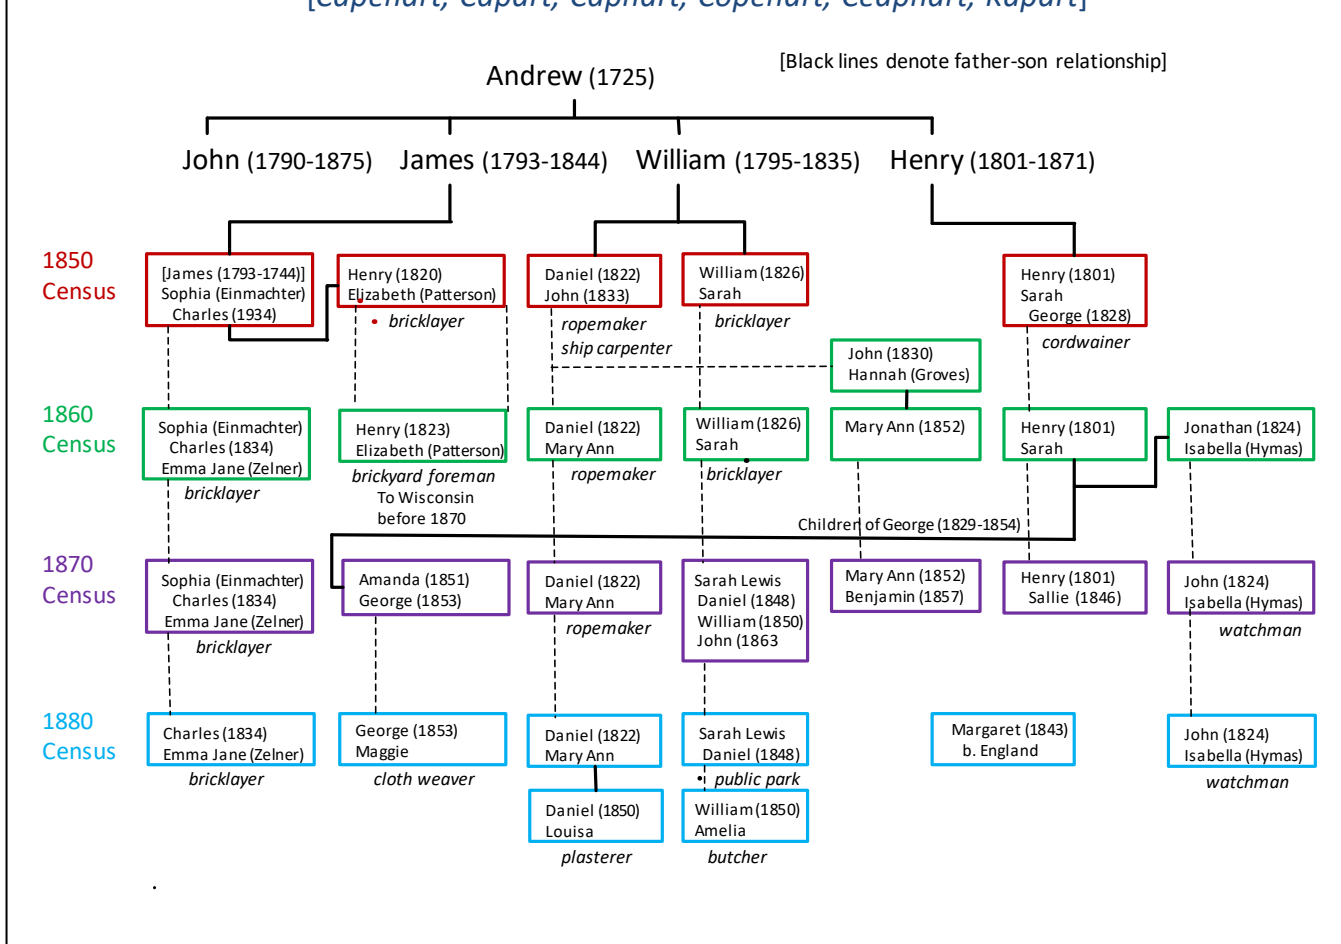 [Capehart, Capart, Caphart, Copehart, Ceaphart, Kapart]
[Black lines denote father-son relationship]
Andrew (1725)
John (1790-1875)
James (1793-1844)
William (1795-1835)
Henry (1801-1871)
1850
Census
[James (1793-1744)]
Sophia (Einmachter)
Charles (1934)
Henry (1820)
Elizabeth (Patterson)
• bricklayer
Daniel (1822)
John (1833)
ropemaker
ship carpenter
William (1826)
Sarah
bricklayer
Henry (1801)
Sarah
George (1828)
cordwainer
John (1830)
Hannah (Groves)
1860
Census
Sophia (Einmachter)
Charles (1834)
Emma Jane (Zelner)
bricklayer
Henry (1823)
Elizabeth (Patterson)
brickyard foreman
To Wisconsin
before 1870
Daniel (1822)
Mary Ann
ropemaker
William (1826)
Sarah
bricklayer
Mary Ann (1852)
Henry (1801)
Sarah
Jonathan (1824)
Isabella (Hymas)
Children of George (1829-1854)
1870
Census
Sophia (Einmachter)
Charles (1834)
Emma Jane (Zelner)
bricklayer
Amanda (1851)
George (1853)
Daniel (1822)
Mary Ann
ropemaker
Sarah Lewis
Daniel (1848)
William (1850)
John (1863
Mary Ann (1852)
Benjamin (1857)
Henry (1801)
Sallie (1846)
John (1824)
Isabella (Hymas)
watchman
1880
Census
Charles (1834)
Emma Jane (Zelner)
bricklayer
George (1853)
Maggie
cloth weaver
Daniel (1822)
Mary Ann
Daniel (1850)
Louisa
plasterer
Sarah Lewis
Daniel (1848)
• public park
William (1850)
Amelia
butcher
Margaret (1843)
b. England
John (1824)
Isabella (Hymas)
watchman
.